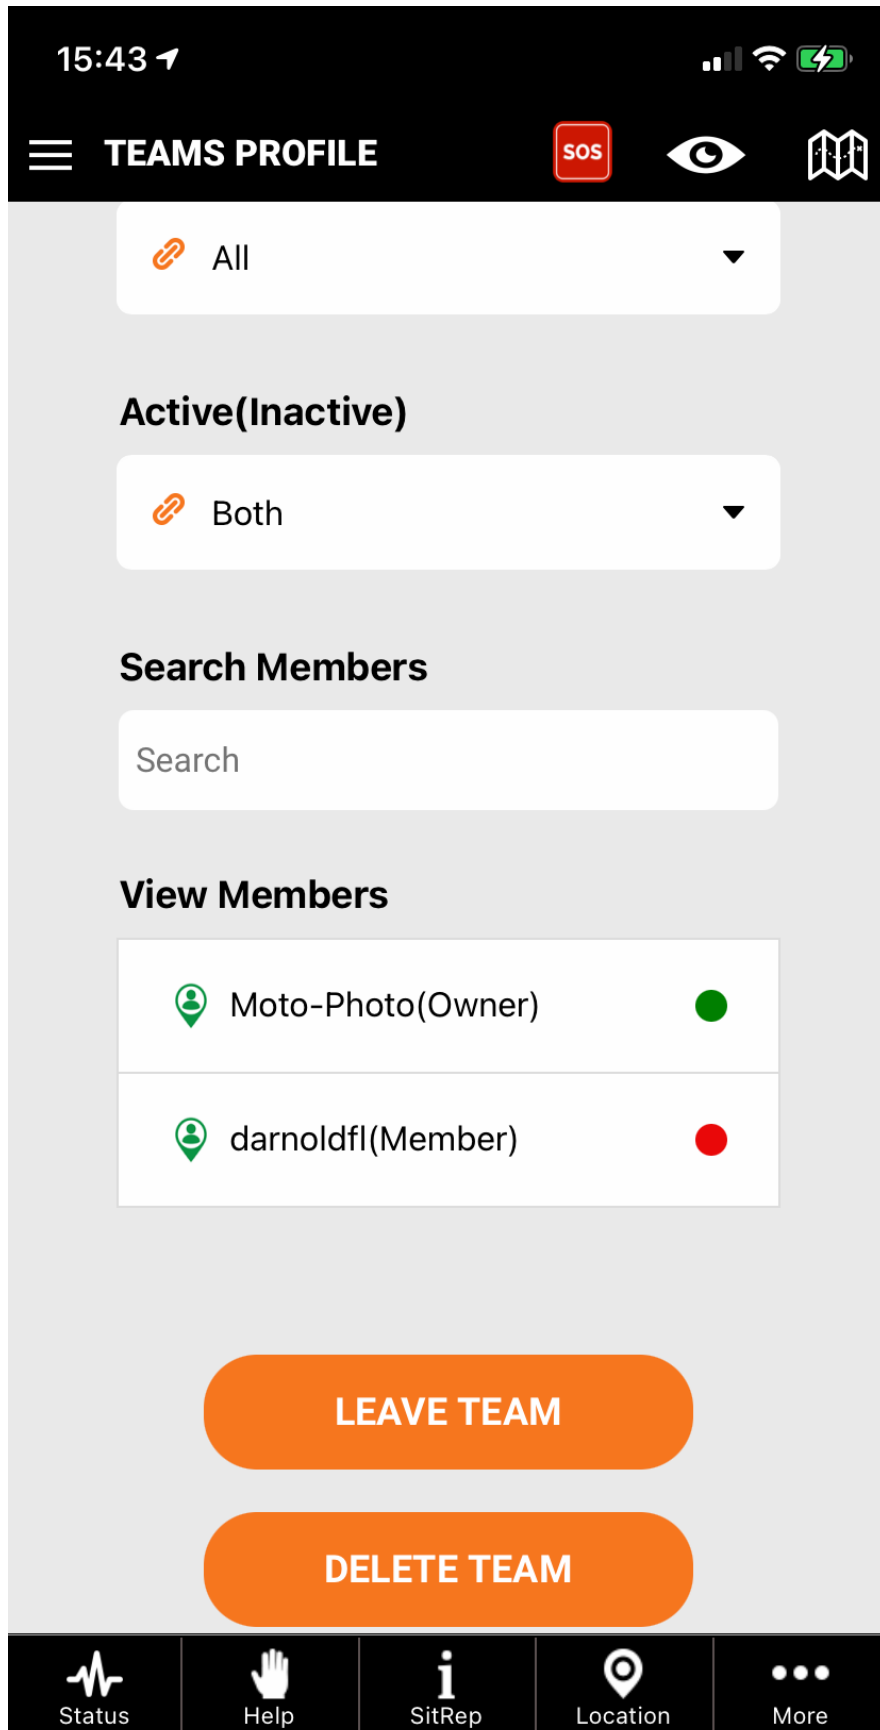 15:43
TEAMS PROFILE
SOS
All
Active(Inactive)
Both
Search Members
Search
View Members
Moto-Photo(Owner)
darnoldfl(Member)
LEAVE TEAM
DELETE TEAM
Status Help SitRep Location More